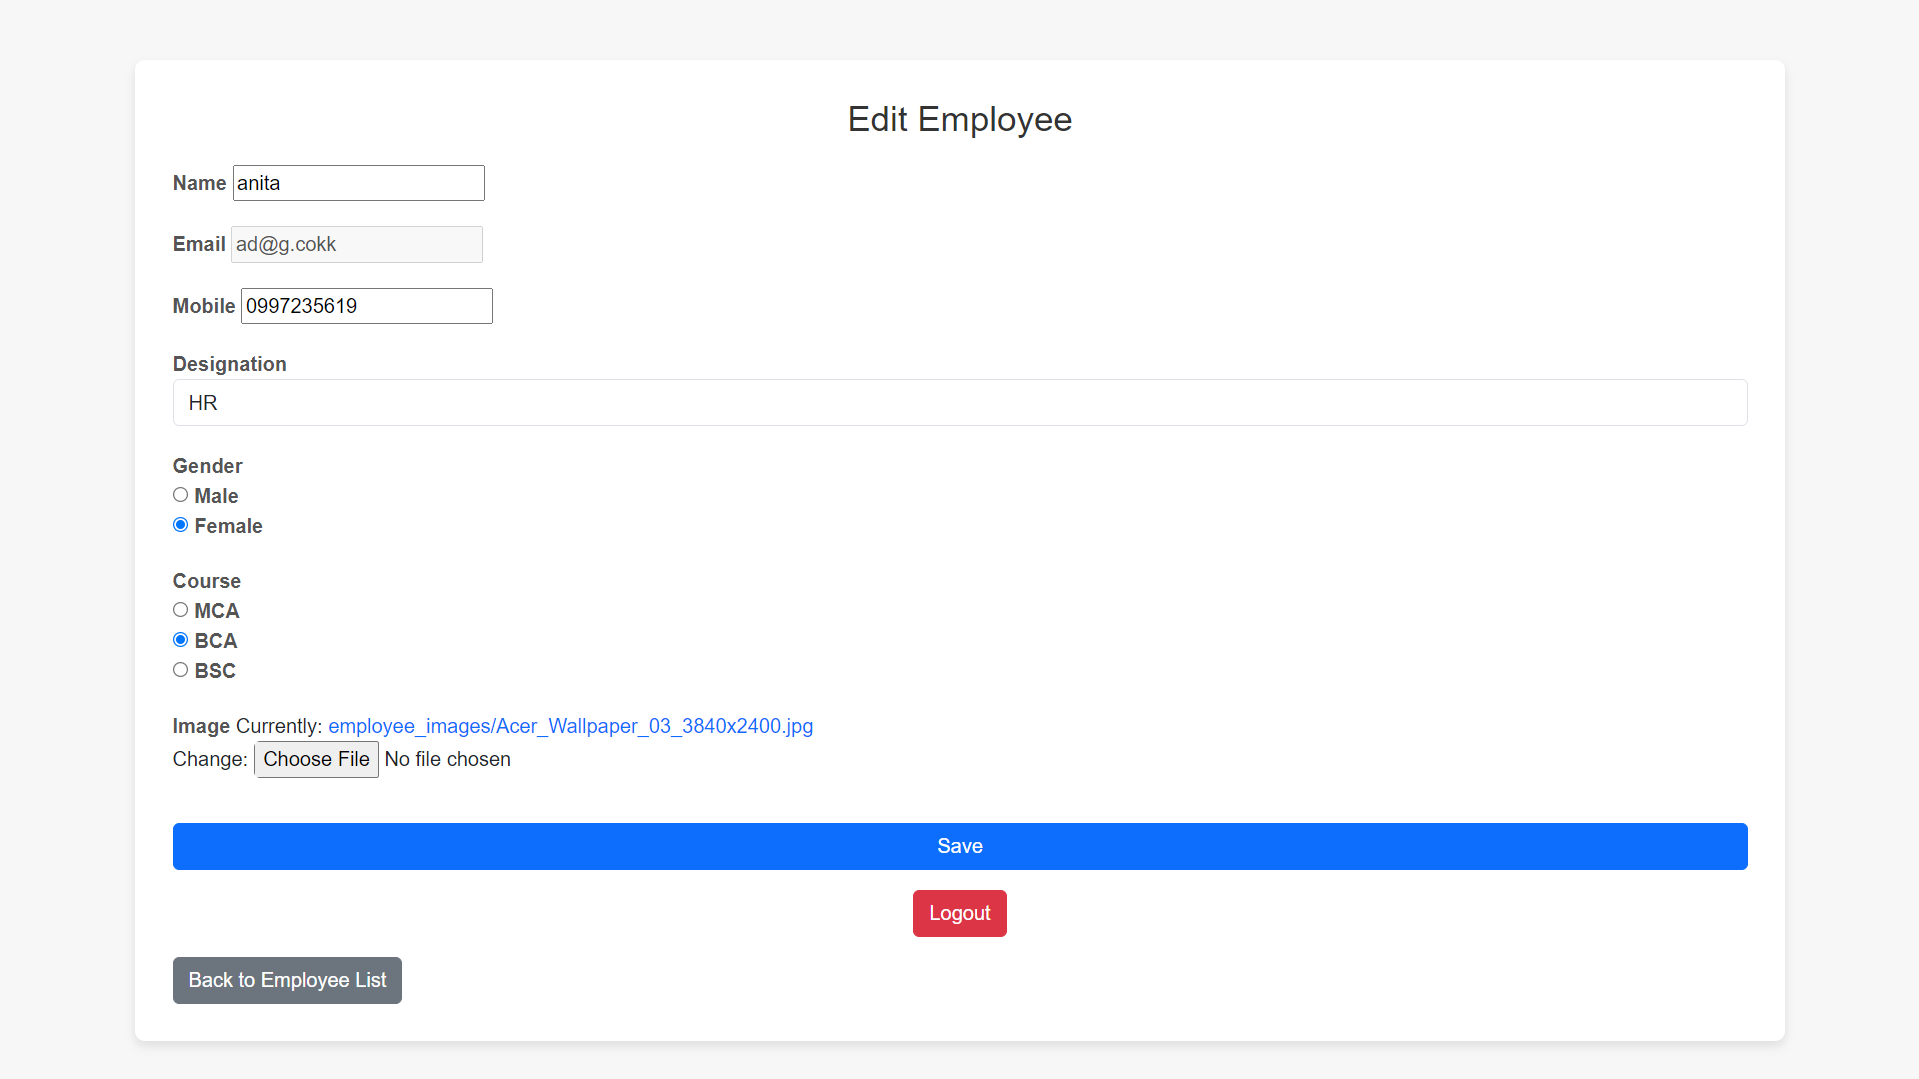 Edit Employee
Name anita
Email ad@g.cokk
Mobile 0997235619
Designation
HR
Gender
Male
Female
Course
MCA
BCA
BSC
Image Currently: employee_images/Acer_Wallpaper_03_3840x2400.jpg
Change: Choose File No file chosen
Save
Logout
Back to Employee List